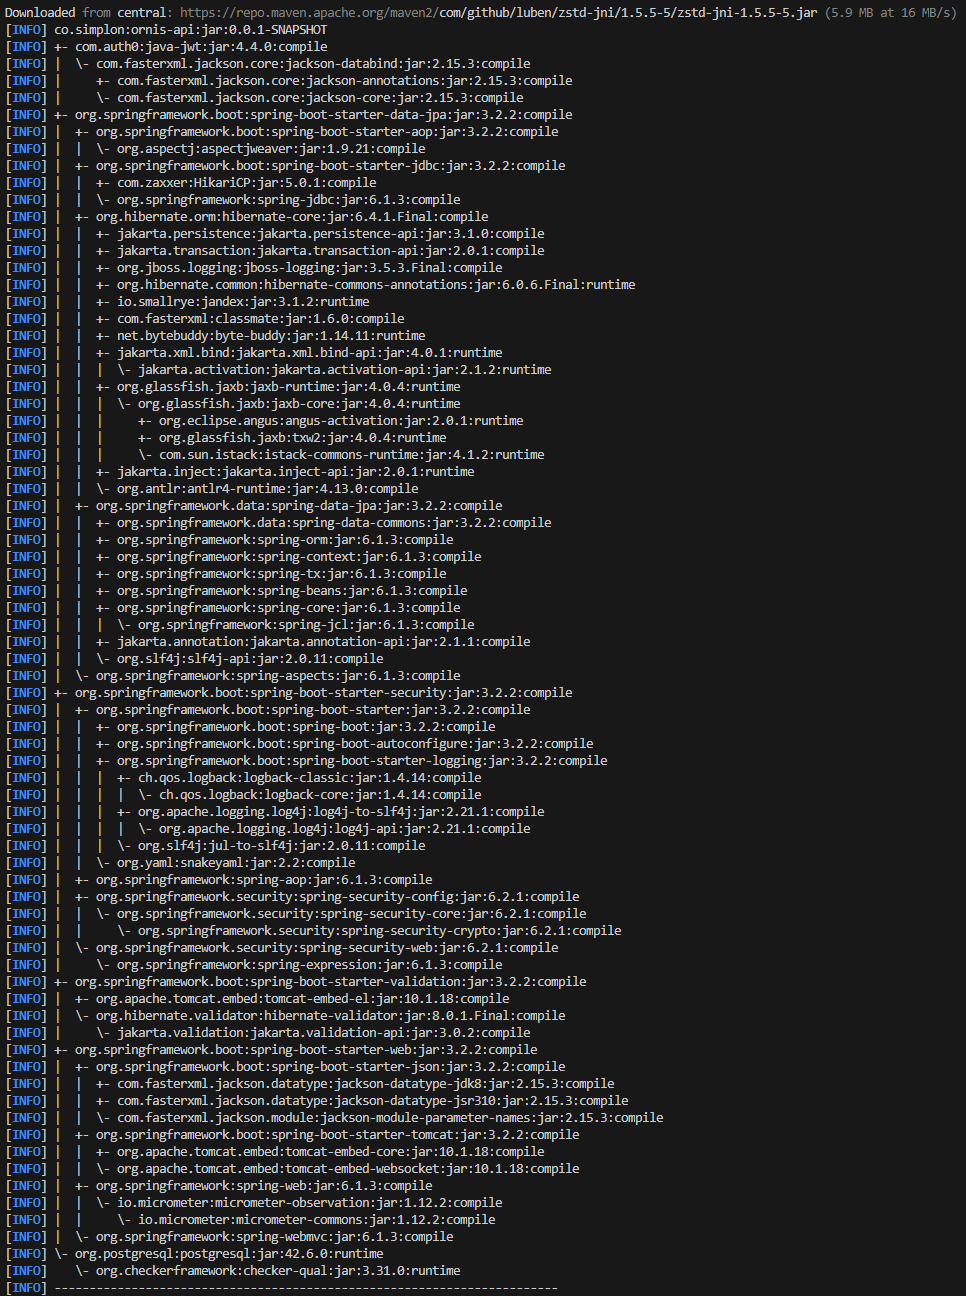 Downloaded from central: https://repo.maven.apache.org/maven2/com/github/luben/zstd-jni/1.5.5-5/zstd-jni-1.5.5-5.jar (5.9 MB at 16 MB/s)
[INFO] co.simplon:ornis-api:jar:0.0.1-SNAPSHOT
[INFO] +- com.auth0:java-jwt:jar:4.4.0:compile
[INFO] |  \- com.fasterxml.jackson.core:jackson-databind:jar:2.15.3:compile
[INFO] |     +- com.fasterxml.jackson.core:jackson-annotations:jar:2.15.3:compile
[INFO] |     \- com.fasterxml.jackson.core:jackson-core:jar:2.15.3:compile
[INFO] +- org.springframework.boot:spring-boot-starter-data-jpa:jar:3.2.2:compile
[INFO] |  +- org.springframework.boot:spring-boot-starter-aop:jar:3.2.2:compile
[INFO] |  |  \- org.aspectj:aspectjweaver:jar:1.9.21:compile
[INFO] |  +- org.springframework.boot:spring-boot-starter-jdbc:jar:3.2.2:compile
[INFO] |  |  +- com.zaxxer:HikariCP:jar:5.0.1:compile
[INFO] |  |  \- org.springframework:spring-jdbc:jar:6.1.3:compile
[INFO] |  +- org.hibernate.orm:hibernate-core:jar:6.4.1.Final:compile
[INFO] |  |  +- jakarta.persistence:jakarta.persistence-api:jar:3.1.0:compile
[INFO] |  |  +- jakarta.transaction:jakarta.transaction-api:jar:2.0.1:compile
[INFO] |  |  +- org.jboss.logging:jboss-logging:jar:3.5.3.Final:compile
[INFO] |  |  +- org.hibernate.common:hibernate-commons-annotations:jar:6.0.6.Final:runtime
[INFO] |  |  +- io.smallrye:jandex:jar:3.1.2:runtime
[INFO] |  |  +- com.fasterxml:classmate:jar:1.6.0:compile
[INFO] |  |  +- net.bytebuddy:byte-buddy:jar:1.14.11:runtime
[INFO] |  |  +- jakarta.xml.bind:jakarta.xml.bind-api:jar:4.0.1:runtime
[INFO] |  |  |  \- jakarta.activation:jakarta.activation-api:jar:2.1.2:runtime
[INFO] |  |  +- org.glassfish.jaxb:jaxb-runtime:jar:4.0.4:runtime
[INFO] |  |  |  \- org.glassfish.jaxb:jaxb-core:jar:4.0.4:runtime
[INFO] |  |  |     +- org.eclipse.angus:angus-activation:jar:2.0.1:runtime
[INFO] |  |  |     +- org.glassfish.jaxb:txw2:jar:4.0.4:runtime
[INFO] |  |  |     \- com.sun.istack:istack-commons-runtime:jar:4.1.2:runtime
[INFO] |  |  +- jakarta.inject:jakarta.inject-api:jar:2.0.1:runtime
[INFO] |  |  \- org.antlr:antlr4-runtime:jar:4.13.0:compile
[INFO] |  +- org.springframework.data:spring-data-jpa:jar:3.2.2:compile
[INFO] |  |  +- org.springframework.data:spring-data-commons:jar:3.2.2:compile
[INFO] |  |  +- org.springframework:spring-orm:jar:6.1.3:compile
[INFO] |  |  +- org.springframework:spring-context:jar:6.1.3:compile
[INFO] |  |  +- org.springframework:spring-tx:jar:6.1.3:compile
[INFO] |  |  +- org.springframework:spring-beans:jar:6.1.3:compile
[INFO] |  |  +- org.springframework:spring-core:jar:6.1.3:compile
[INFO] |  |  |  \- org.springframework:spring-jcl:jar:6.1.3:compile
[INFO] |  |  +- jakarta.annotation:jakarta.annotation-api:jar:2.1.1:compile
[INFO] |  |  \- org.slf4j:slf4j-api:jar:2.0.11:compile
[INFO] |  \- org.springframework:spring-aspects:jar:6.1.3:compile
[INFO] +- org.springframework.boot:spring-boot-starter-security:jar:3.2.2:compile
[INFO] |  +- org.springframework.boot:spring-boot-starter:jar:3.2.2:compile
[INFO] |  |  +- org.springframework.boot:spring-boot:jar:3.2.2:compile
[INFO] |  |  +- org.springframework.boot:spring-boot-autoconfigure:jar:3.2.2:compile
[INFO] |  |  +- org.springframework.boot:spring-boot-starter-logging:jar:3.2.2:compile
[INFO] |  |  |  +- ch.qos.logback:logback-classic:jar:1.4.14:compile
[INFO] |  |  |  |  \- ch.qos.logback:logback-core:jar:1.4.14:compile
[INFO] |  |  |  +- org.apache.logging.log4j:log4j-to-slf4j:jar:2.21.1:compile
[INFO] |  |  |  |  \- org.apache.logging.log4j:log4j-api:jar:2.21.1:compile
[INFO] |  |  |  \- org.slf4j:jul-to-slf4j:jar:2.0.11:compile
[INFO] |  |  \- org.yaml:snakeyaml:jar:2.2:compile
[INFO] |  +- org.springframework:spring-aop:jar:6.1.3:compile
[INFO] |  +- org.springframework.security:spring-security-config:jar:6.2.1:compile
[INFO] |  |  \- org.springframework.security:spring-security-core:jar:6.2.1:compile
[INFO] |  |     \- org.springframework.security:spring-security-crypto:jar:6.2.1:compile
[INFO] |  \- org.springframework.security:spring-security-web:jar:6.2.1:compile
[INFO] |     \- org.springframework:spring-expression:jar:6.1.3:compile
[INFO] +- org.springframework.boot:spring-boot-starter-validation:jar:3.2.2:compile
[INFO] |  +- org.apache.tomcat.embed:tomcat-embed-el:jar:10.1.18:compile
[INFO] |  \- org.hibernate.validator:hibernate-validator:jar:8.0.1.Final:compile
[INFO] |     \- jakarta.validation:jakarta.validation-api:jar:3.0.2:compile
[INFO] +- org.springframework.boot:spring-boot-starter-web:jar:3.2.2:compile
[INFO] |  +- org.springframework.boot:spring-boot-starter-json:jar:3.2.2:compile
[INFO] |  |  +- com.fasterxml.jackson.datatype:jackson-datatype-jdk8:jar:2.15.3:compile
[INFO] |  |  +- com.fasterxml.jackson.datatype:jackson-datatype-jsr310:jar:2.15.3:compile
[INFO] |  |  \- com.fasterxml.jackson.module:jackson-module-parameter-names:jar:2.15.3:compile
[INFO] |  +- org.springframework.boot:spring-boot-starter-tomcat:jar:3.2.2:compile
[INFO] |  |  +- org.apache.tomcat.embed:tomcat-embed-core:jar:10.1.18:compile
[INFO] |  |  \- org.apache.tomcat.embed:tomcat-embed-websocket:jar:10.1.18:compile
[INFO] |  +- org.springframework:spring-web:jar:6.1.3:compile
[INFO] |  |  \- io.micrometer:micrometer-observation:jar:1.12.2:compile
[INFO] |  |     \- io.micrometer:micrometer-commons:jar:1.12.2:compile
[INFO] |  \- org.springframework:spring-webmvc:jar:6.1.3:compile
[INFO] \- org.postgresql:postgresql:jar:42.6.0:runtime
[INFO]    \- org.checkerframework:checker-qual:jar:3.31.0:runtime
[INFO] ------------------------------------------------------------------------